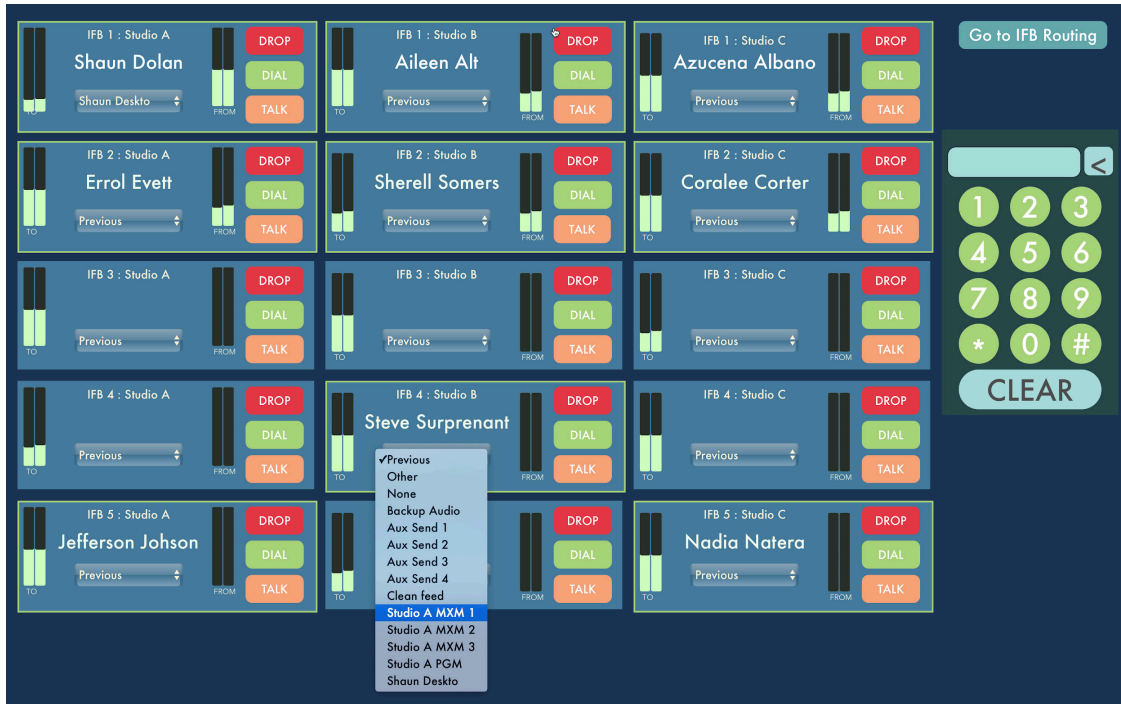 IFB 1 : Studio A
Shaun Dolan
Shaun Deskto
TO
FROM
DROP
DIAL
TALK
IFB 1 : Studio B
Aileen Alt
Previous
TO
FROM
DROP
DIAL
TALK
IFB 1 : Studio C
Azucena Albano
Previous
TO
FROM
DROP
DIAL
TALK
Go to IFB Routing
IFB 2 : Studio A
Errol Evett
Previous
TO
FROM
DROP
DIAL
TALK
IFB 2 : Studio B
Sherell Somers
Previous
TO
FROM
DROP
DIAL
TALK
IFB 2 : Studio C
Coralee Corter
Previous
TO
FROM
DROP
DIAL
TALK
<
1 2 3
4 5 6
7 8 9
* 0 #
CLEAR
IFB 3 : Studio A
Previous
TO
FROM
DROP
DIAL
TALK
IFB 3 : Studio B
Previous
TO
FROM
DROP
DIAL
TALK
IFB 3 : Studio C
Previous
TO
FROM
DROP
DIAL
TALK
IFB 4 : Studio A
Previous
TO
FROM
DROP
DIAL
TALK
IFB 4 : Studio B
Steve Surprenant
TO
FROM
DROP
DIAL
TALK
✓Previous
Other
None
Backup Audio
Aux Send 1
Aux Send 2
Aux Send 3
Aux Send 4
Clean feed
Studio A MXM 1
Studio A MXM 2
Studio A MXM 3
Studio A PGM
Shaun Deskto
IFB 4 : Studio C
Previous
TO
FROM
DROP
DIAL
TALK
IFB 5 : Studio A
Jefferson Johson
Previous
TO
FROM
DROP
DIAL
TALK
TO
FROM
DROP
DIAL
TALK
IFB 5 : Studio C
Nadia Natera
Previous
TO
FROM
DROP
DIAL
TALK